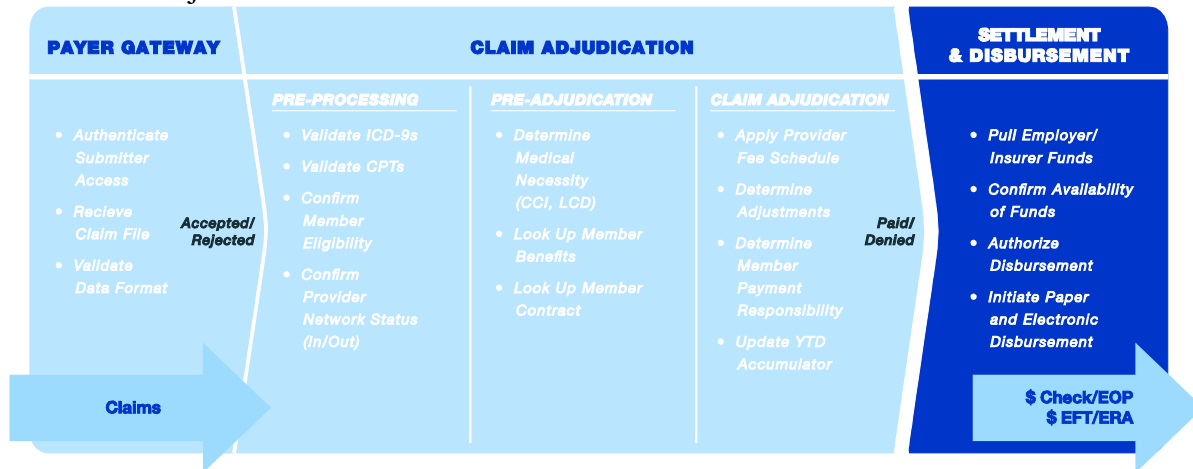 PAYER GATEWAY
Authenticate
Submitter
Access
Recieve
Claim File
Validate
Data Format
Accepted/
Rejected
Claims
CLAIM ADJUDICATION
PRE-PROCESSING
Validate ICD-9s
Validate CPTs
Confirm
Member
Eligibility
Confirm
Provider
Network Status
(In/Out)
PRE-ADJUDICATION
Determine
Medical
Necessity
(CCI, LCD)
Look Up Member
Benefits
Look Up Member
Contract
CLAIM ADJUDICATION
Apply Provider
Fee Schedule
Determine
Adjustments
Determine
Member
Payment
Responsibility
Update YTD
Accumulator
Paid/
Denied
SETTLEMENT
& DISBURSEMENT
Pull Employer/
Insurer Funds
Confirm Availability
of Funds
Authorize
Disbursement
Initiate Paper
and Electronic
Disbursement
$ Check/EOP
$ EFT/ERA